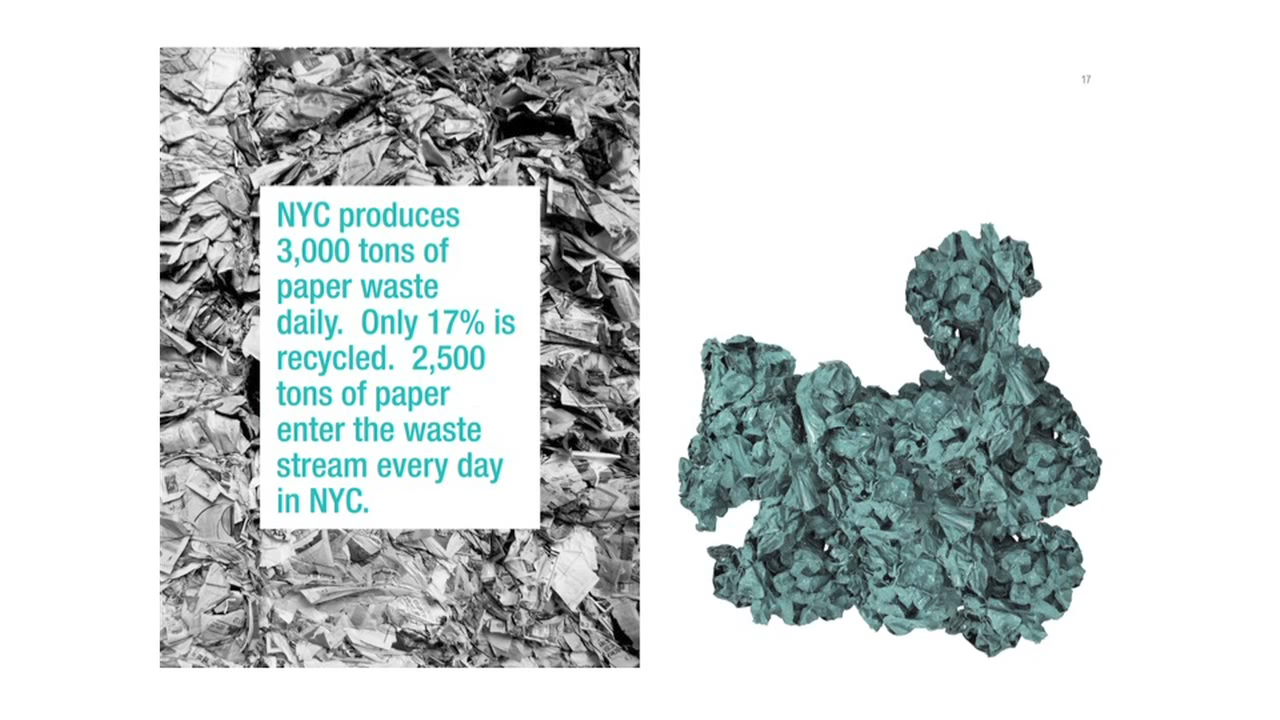 NYC produces
3,000 tons of
paper waste
daily.  Only 17% is
recycled.  2,500
tons of paper
enter the waste
stream every day
in NYC.
17